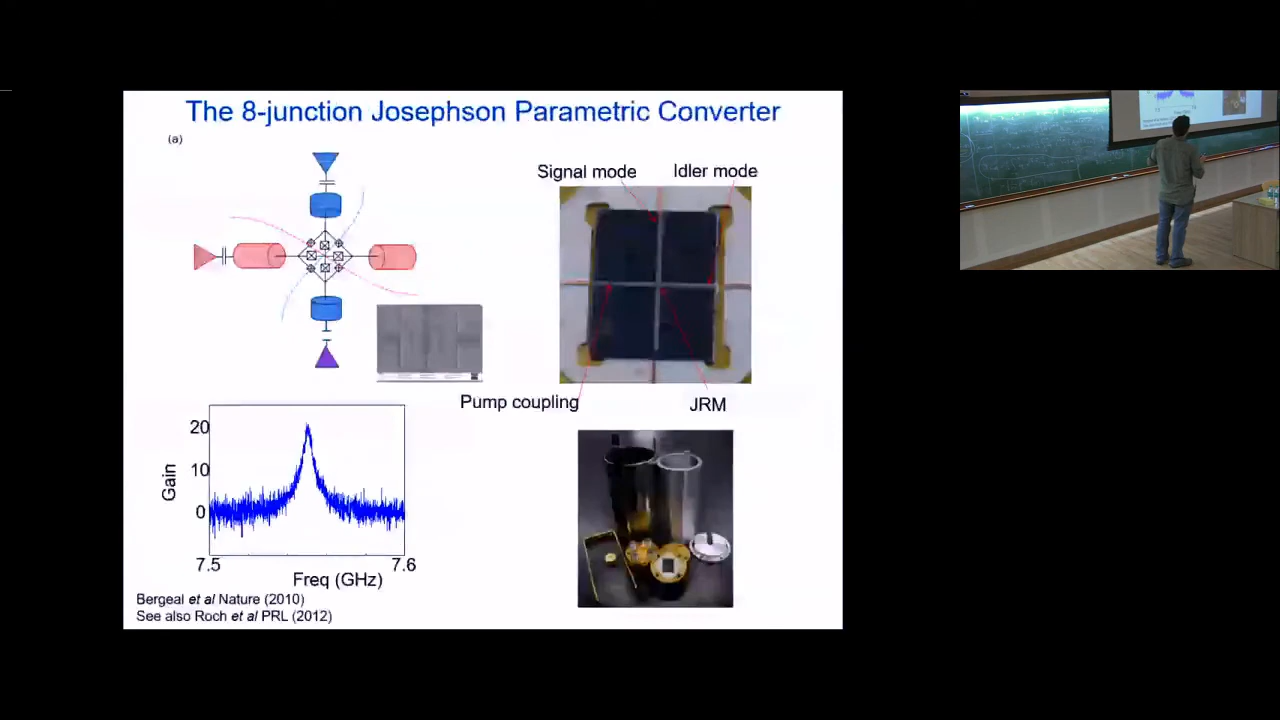 The 8-junction Josephson Parametric Converter
(a)
Signal mode
Idler mode
Pump coupling
JRM
20
10
0
Gain
7.5
7.6
Freq (GHz)
Bergeal et al Nature (2010)
See also Roch et al PRL (2012)